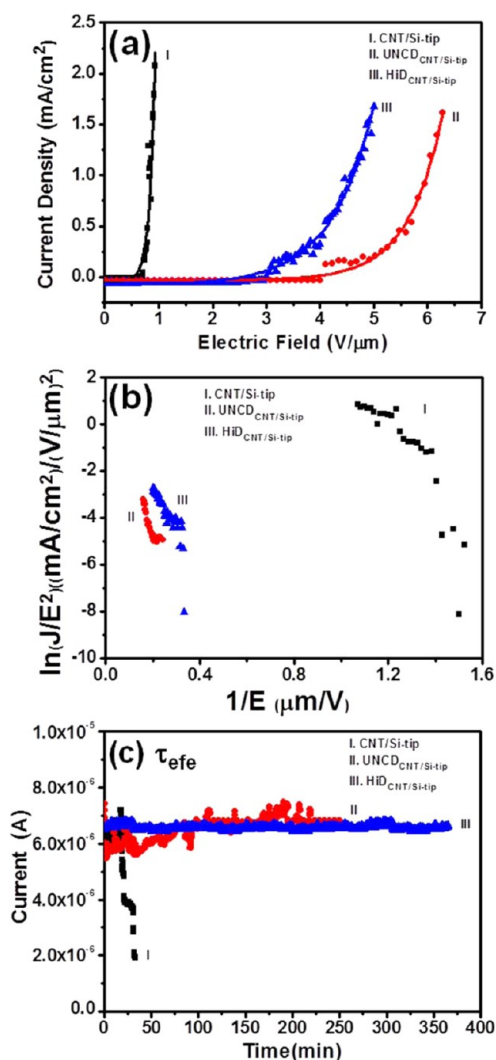 (a)
I. CNT/Si-tip
II. UNCD CNT/Si-tip
III. HiD CNT/Si-tip
I
III
II
Current Density (mA/cm²)
2.5
2.0
1.5
1.0
0.5
0.0
0 1 2 3 4 5 6 7
Electric Field (V/μm)
(b)
I. CNT/Si-tip
II. UNCD CNT/Si-tip
III. HiD CNT/Si-tip
I
III
II
ln(J/E²)((mA/cm²)/(V/μm)²)
2
0
-2
-4
-6
-8
-10
0.0 0.4 0.8 1.2 1.6
1/E (μm/V)
(c) τefe
I. CNT/Si-tip
II. UNCD CNT/Si-tip
III. HiD CNT/Si-tip
II
III
I
Current (A)
1.0x10⁻⁵
8.0x10⁻⁶
6.0x10⁻⁶
4.0x10⁻⁶
2.0x10⁻⁶
0.0
0 50 100 150 200 250 300 350 400
Time(min)